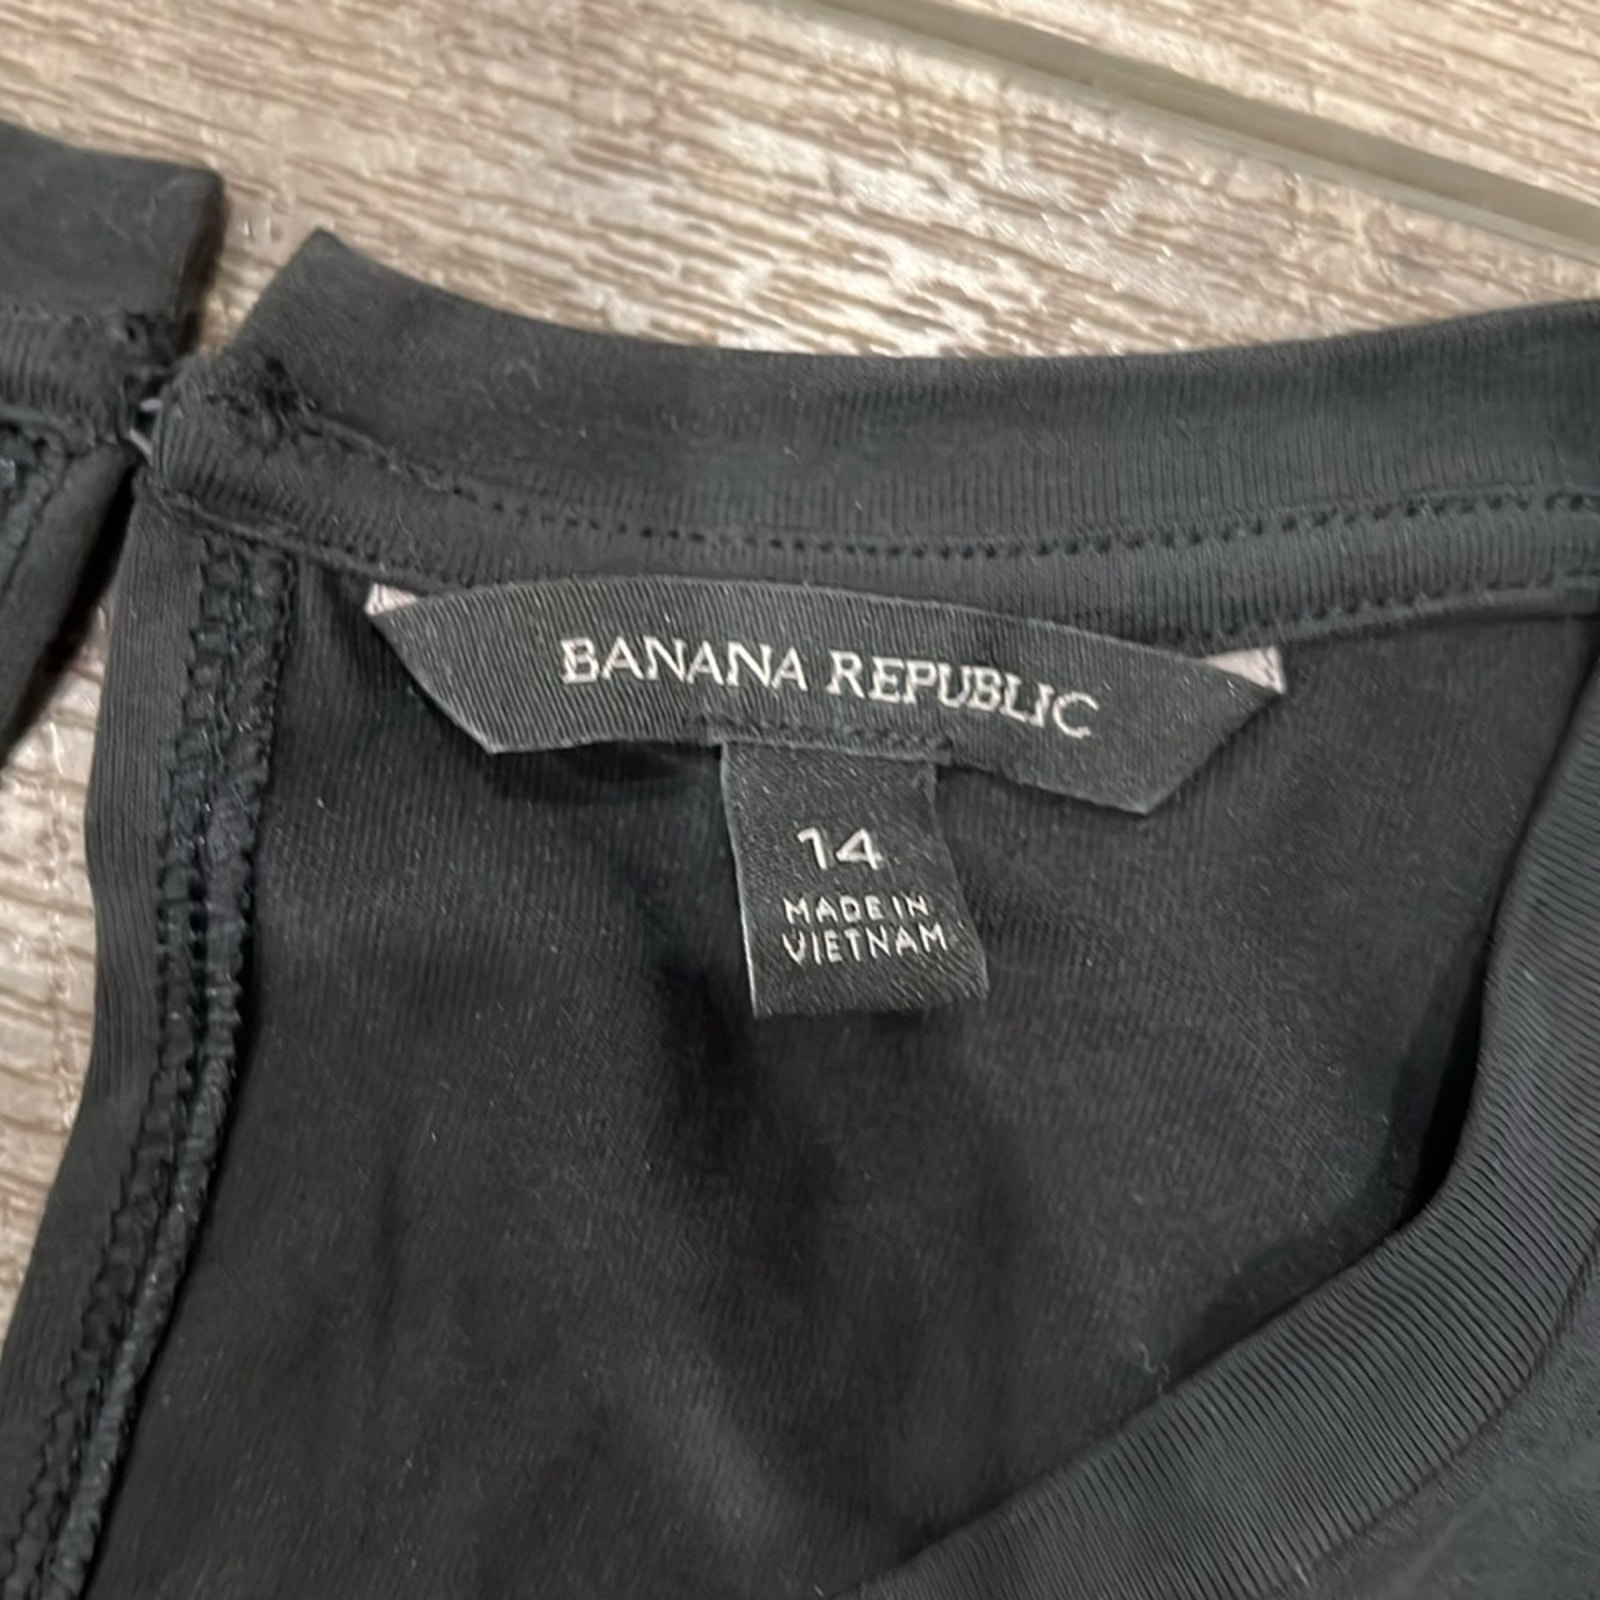 BANANA REPUBLIC
14
MADE IN
VIETNAM